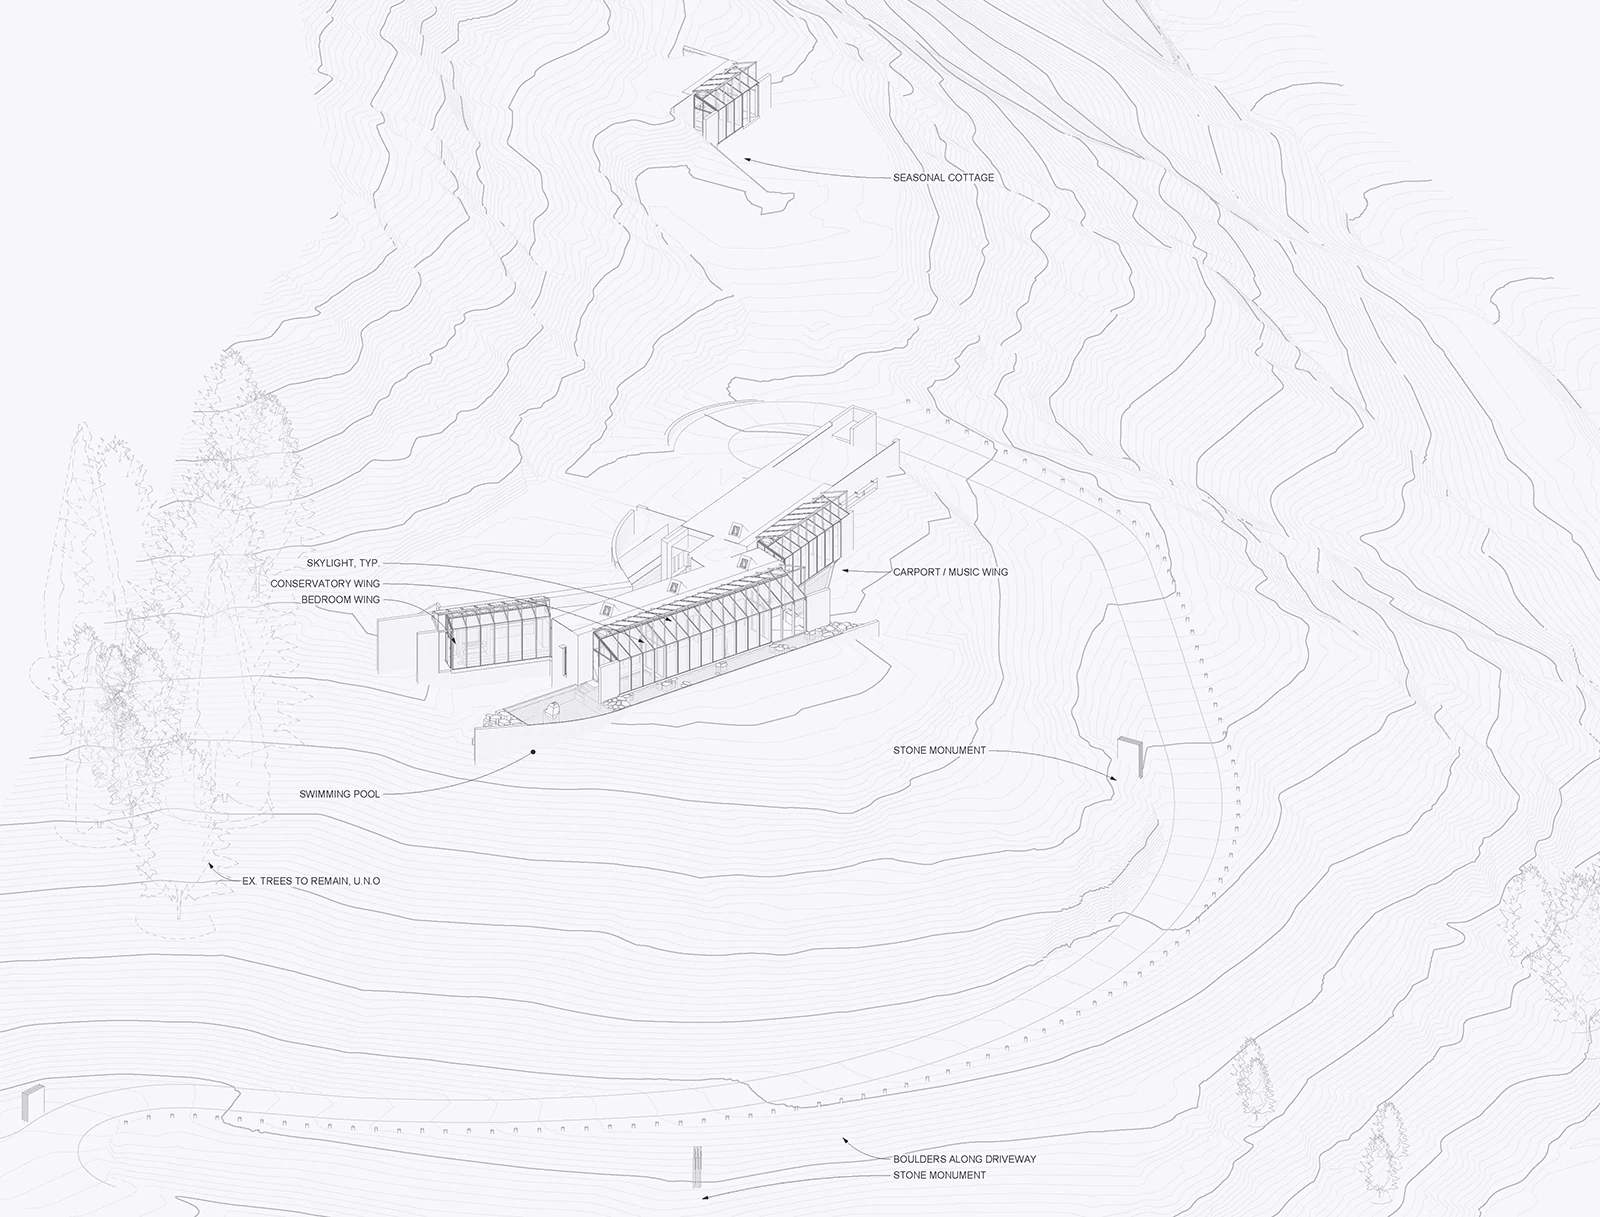 SEASONAL COTTAGE
SKYLIGHT, TYP.
CONSERVATORY WING
BEDROOM WING
CARPORT / MUSIC WING
STONE MONUMENT
SWIMMING POOL
EX. TREES TO REMAIN, U.N.O
BOULDERS ALONG DRIVEWAY
STONE MONUMENT